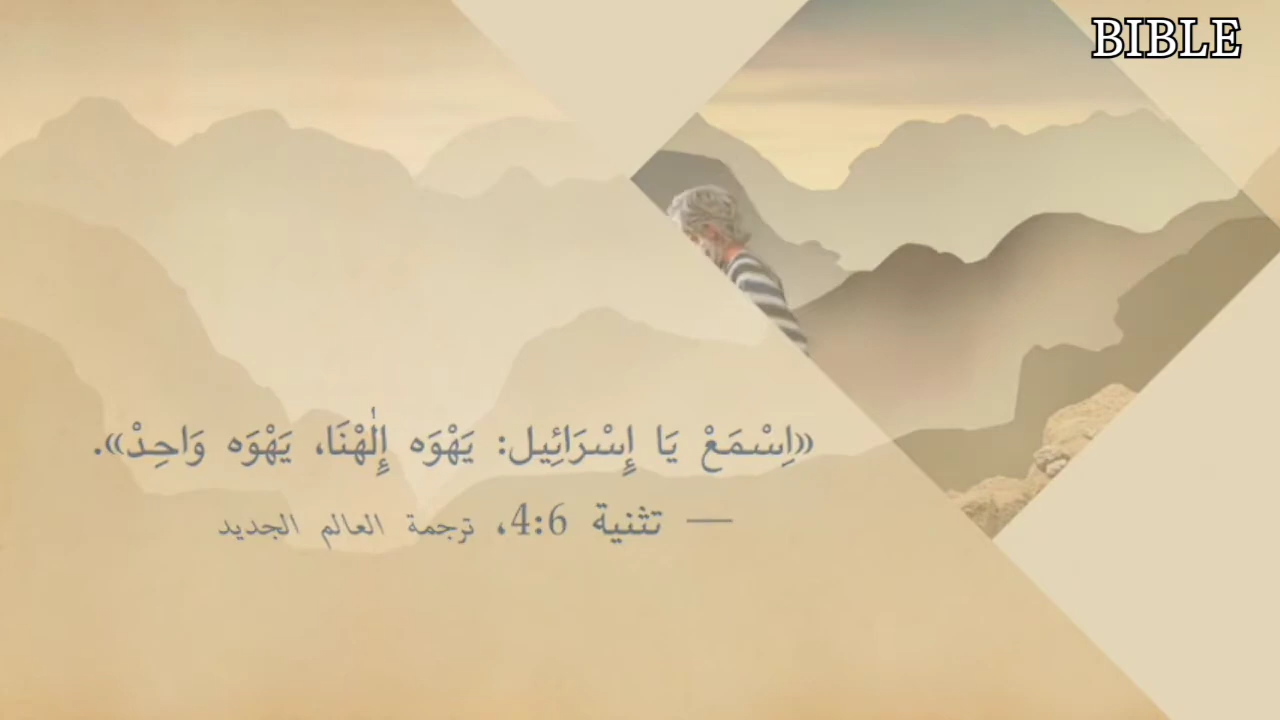 BIBLE
«اِسْمَعْ يَا إِسْرَائِيل: يَهْوَه إِلٰهْنَا، يَهْوَه وَاحِدْ».
— تثنية 4:6، ترجمة العالم الجديد